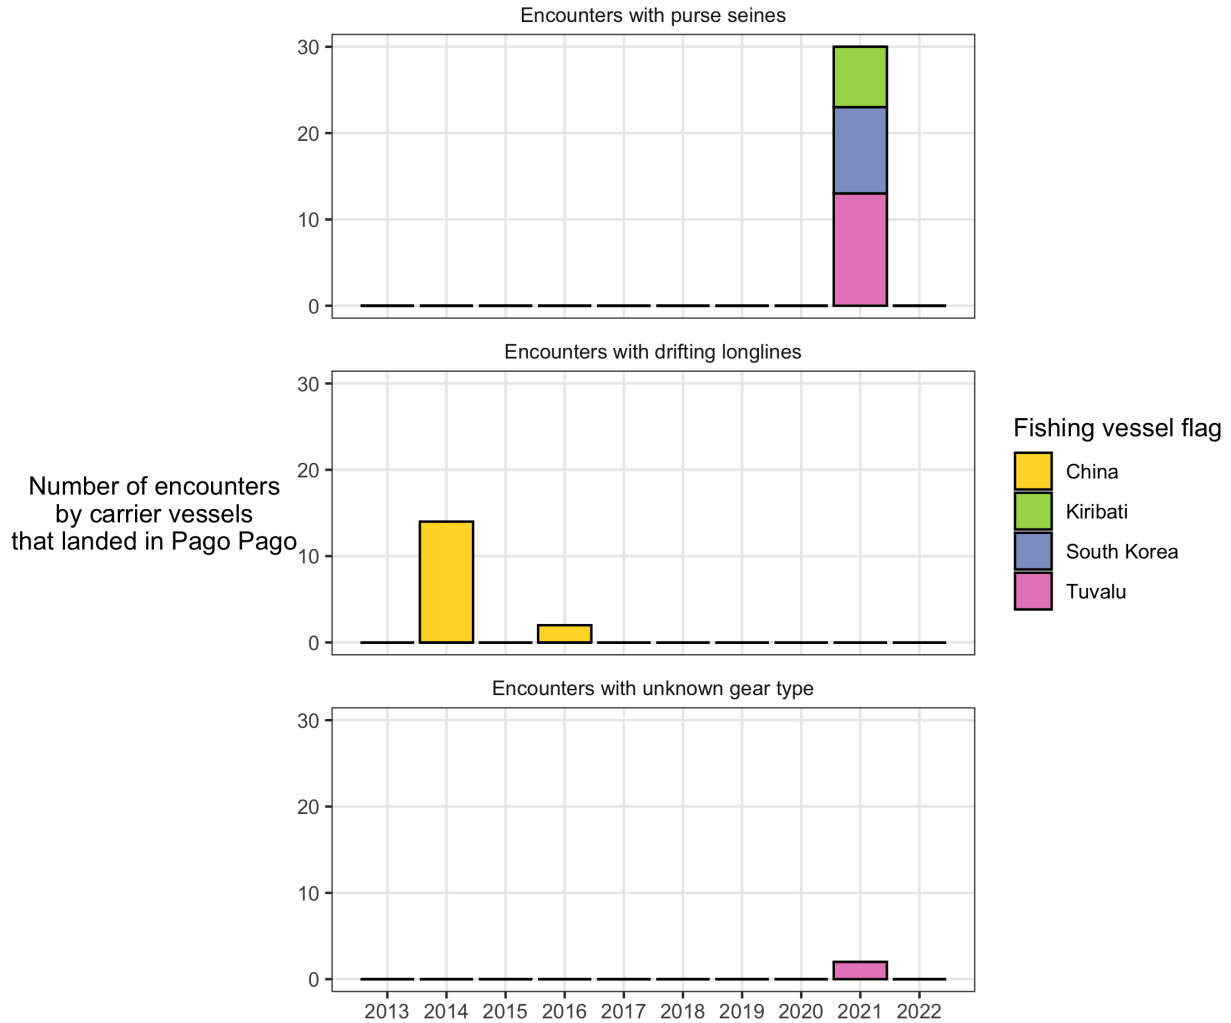 Encounters with purse seines
30
20
10
0
Encounters with drifting longlines
30
20
10
0
Number of encounters
by carrier vessels
that landed in Pago Pago
Fishing vessel flag
China
Kiribati
South Korea
Tuvalu
Encounters with unknown gear type
30
20
10
0
2013 2014 2015 2016 2017 2018 2019 2020 2021 2022